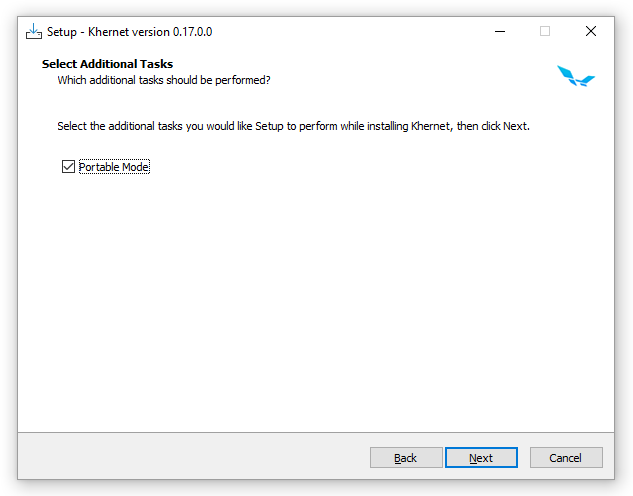 Setup - Khernet version 0.17.0.0
Select Additional Tasks
Which additional tasks should be performed?
Select the additional tasks you would like Setup to perform while installing Khernet, then click Next.
Portable Mode
Back Next Cancel